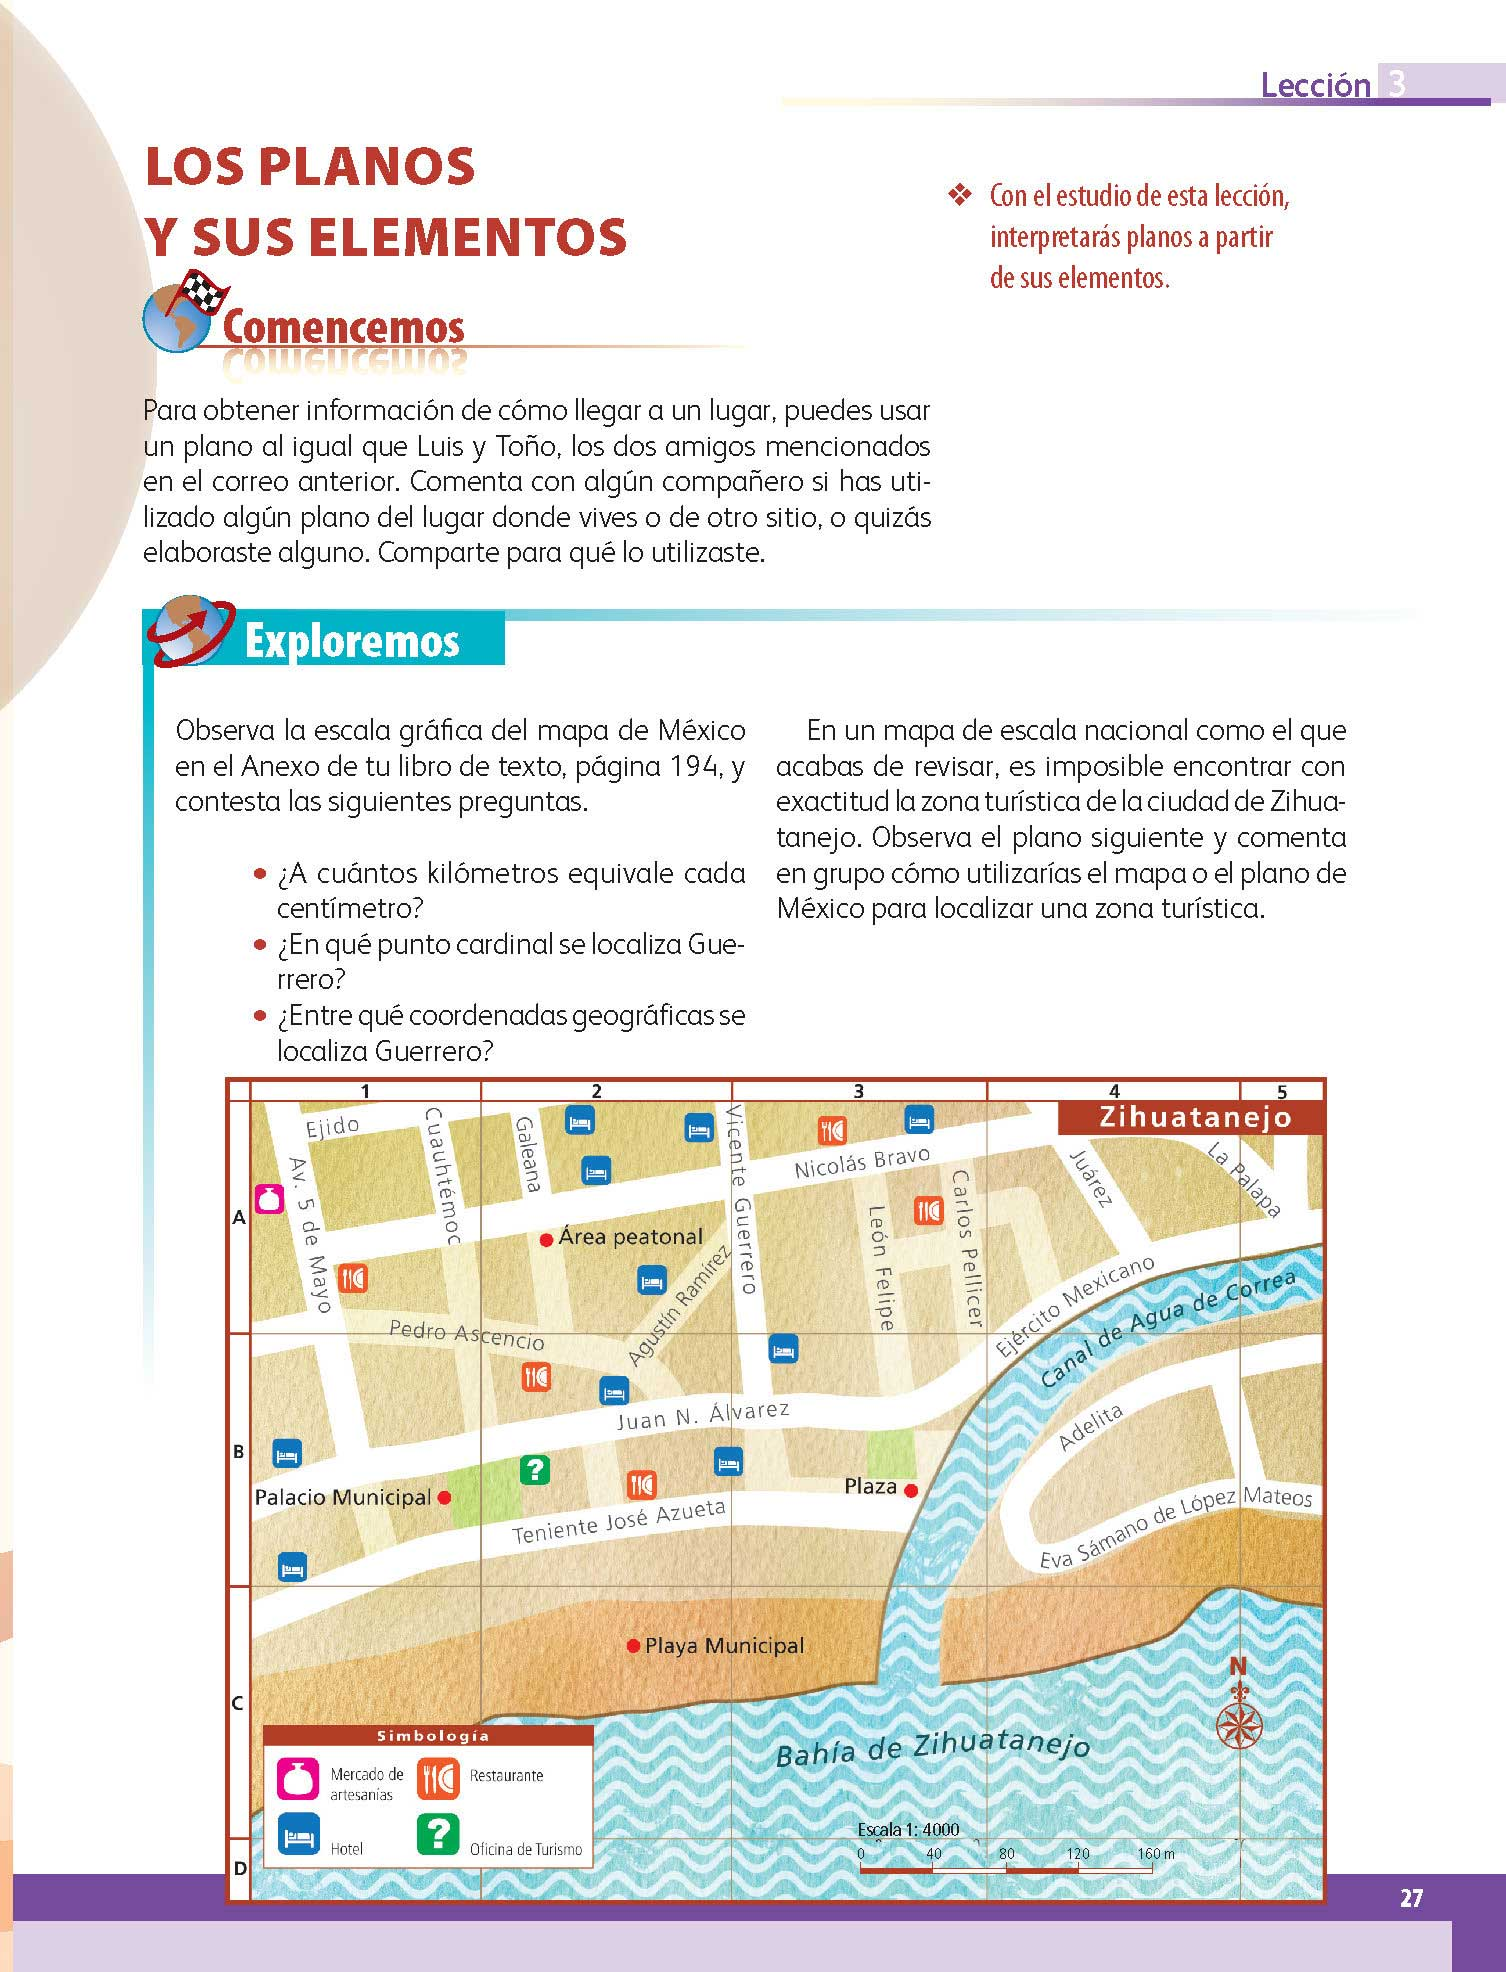 Lección 3
LOS PLANOS
Y SUS ELEMENTOS
❖ Con el estudio de esta lección,
interpretarás planos a partir
de sus elementos.
Comencemos
Para obtener información de cómo llegar a un lugar, puedes usar
un plano al igual que Luis y Toño, los dos amigos mencionados
en el correo anterior. Comenta con algún compañero si has uti-
lizado algún plano del lugar donde vives o de otro sitio, o quizás
elaboraste alguno. Comparte para qué lo utilizaste.
Exploremos
Observa la escala gráfica del mapa de México
en el Anexo de tu libro de texto, página 194, y
contesta las siguientes preguntas.
• ¿A cuántos kilómetros equivale cada
centímetro?
• ¿En qué punto cardinal se localiza Gue-
rrero?
• ¿Entre qué coordenadas geográficas se
localiza Guerrero?
En un mapa de escala nacional como el que
acabas de revisar, es imposible encontrar con
exactitud la zona turística de la ciudad de Zihua-
tanejo. Observa el plano siguiente y comenta
en grupo cómo utilizarías el mapa o el plano de
México para localizar una zona turística.
1 2 3 4 5
Zihuatanejo
Ejido
Cuauhtémoc
Galeana
Vicente Guerrero
Nicolás Bravo
Juárez
La Palapa
Av. 5 de Mayo
A
Área peatonal
León Felipe
Carlos Pellicer
Agustín Ramírez
Ejército Mexicano
Canal de Agua de Correa
Pedro Ascencio
Juan N. Álvarez
Adelita
B
Palacio Municipal
?
Plaza
Teniente José Azueta
Eva Sámano de López Mateos
Playa Municipal
N
C
Bahía de Zihuatanejo
Simbología
Mercado de
artesanías
Restaurante
Hotel
?
Oficina de Turismo
Escala 1: 4000
0 40 80 120 160 m
D
27